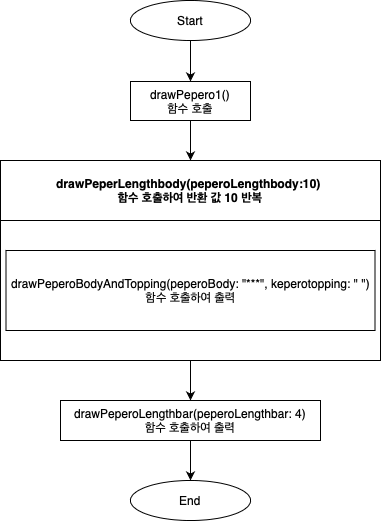 Start
drawPepero1()
함수 호출
drawPeperLengthbody(peperoLengthbody:10)
함수 호출하여 반환 값 10 반복
drawPeperoBodyAndTopping(peperoBody: "***", keperotopping: " ")
함수 호출하여 출력
drawPeperoLengthbar(peperoLengthbar: 4)
함수 호출하여 출력
End